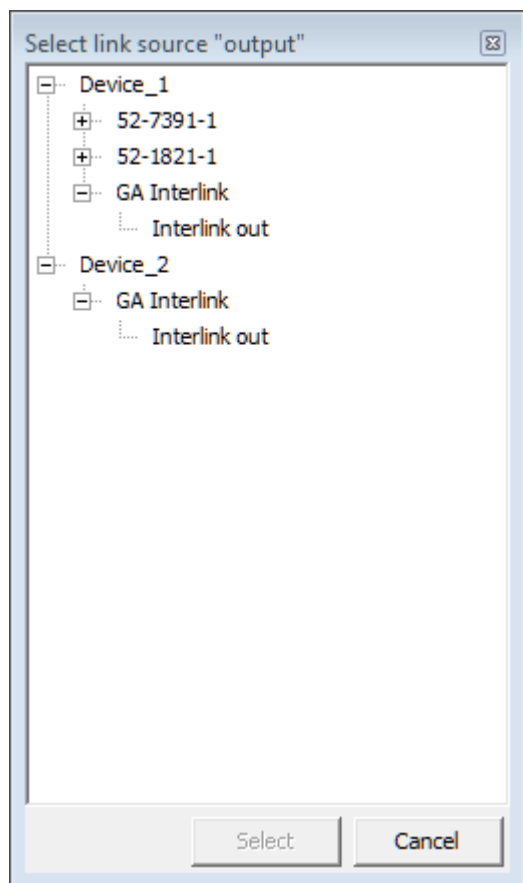 Select link source "output"
Device_1
52-7391-1
52-1821-1
GA Interlink
Interlink out
Device_2
GA Interlink
Interlink out
Select
Cancel